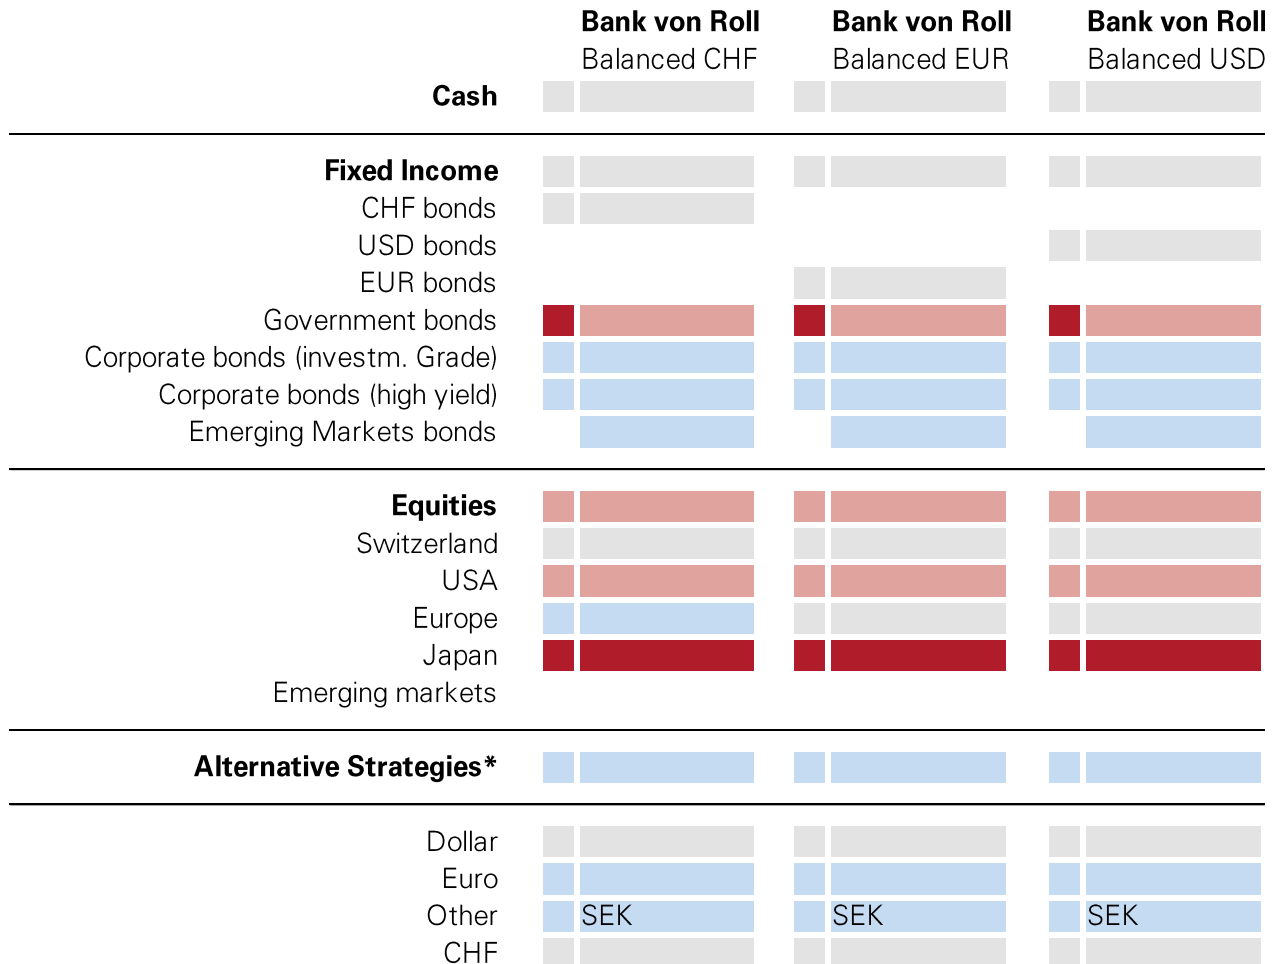 Bank von Roll Bank von Roll Bank von Roll
Balanced CHF Balanced EUR Balanced USD
Cash
Fixed Income
CHF bonds
USD bonds
EUR bonds
Government bonds
Corporate bonds (investm. Grade)
Corporate bonds (high yield)
Emerging Markets bonds
Equities
Switzerland
USA
Europe
Japan
Emerging markets
Alternative Strategies*
Dollar
Euro
Other SEK SEK SEK
CHF